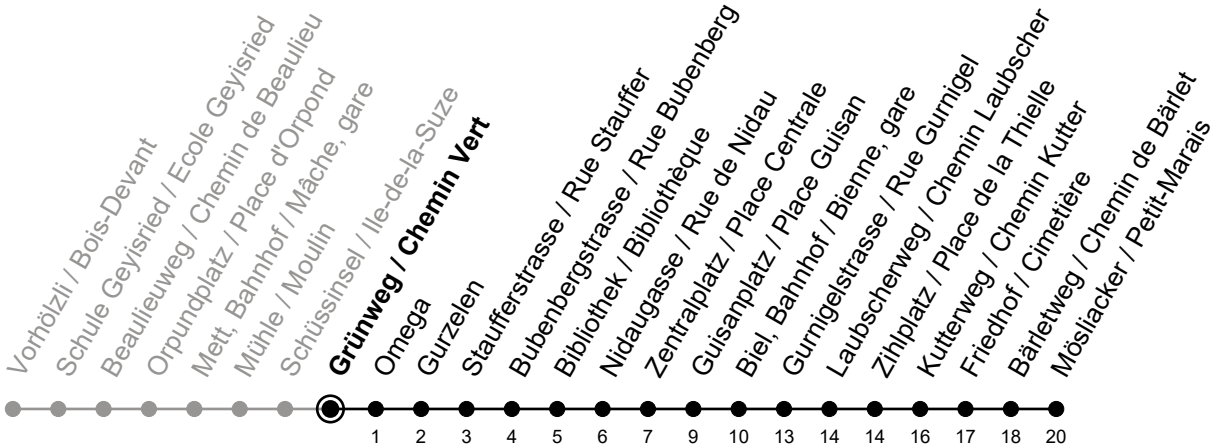 Vorhölzli / Bois-Devant
Schule Geyisried / Ecole Geyisried
Beaulieuweg / Chemin de Beaulieu
Orpundplatz / Place d'Orpond
Mett, Bahnhof / Mâche, gare
Mühle / Moulin
Schüssinsel / Ile-de-la-Suze
Grünweg / Chemin Vert
Omega
Gurzelen
Staufferstrasse / Rue Stauffer
Bubenbergstrasse / Rue Bubenberg
Bibliothek / Bibliothèque
Nidaugasse / Rue de Nidau
Zentralplatz / Place Centrale
Guisanplatz / Place Guisan
Biel, Bahnhof / Bienne, gare
Gurnigelstrasse / Rue Gurnigel
Laubscherweg / Chemin Laubscher
Zihlplatz / Place de la Thielle
Kutterweg / Chemin Kutter
Friedhof / Cimetière
Bärletweg / Chemin de Bärlet
Mösliacker / Petit-Marais
1 2 3 4 5 6 7 9 10 13 14 14 16 17 18 20